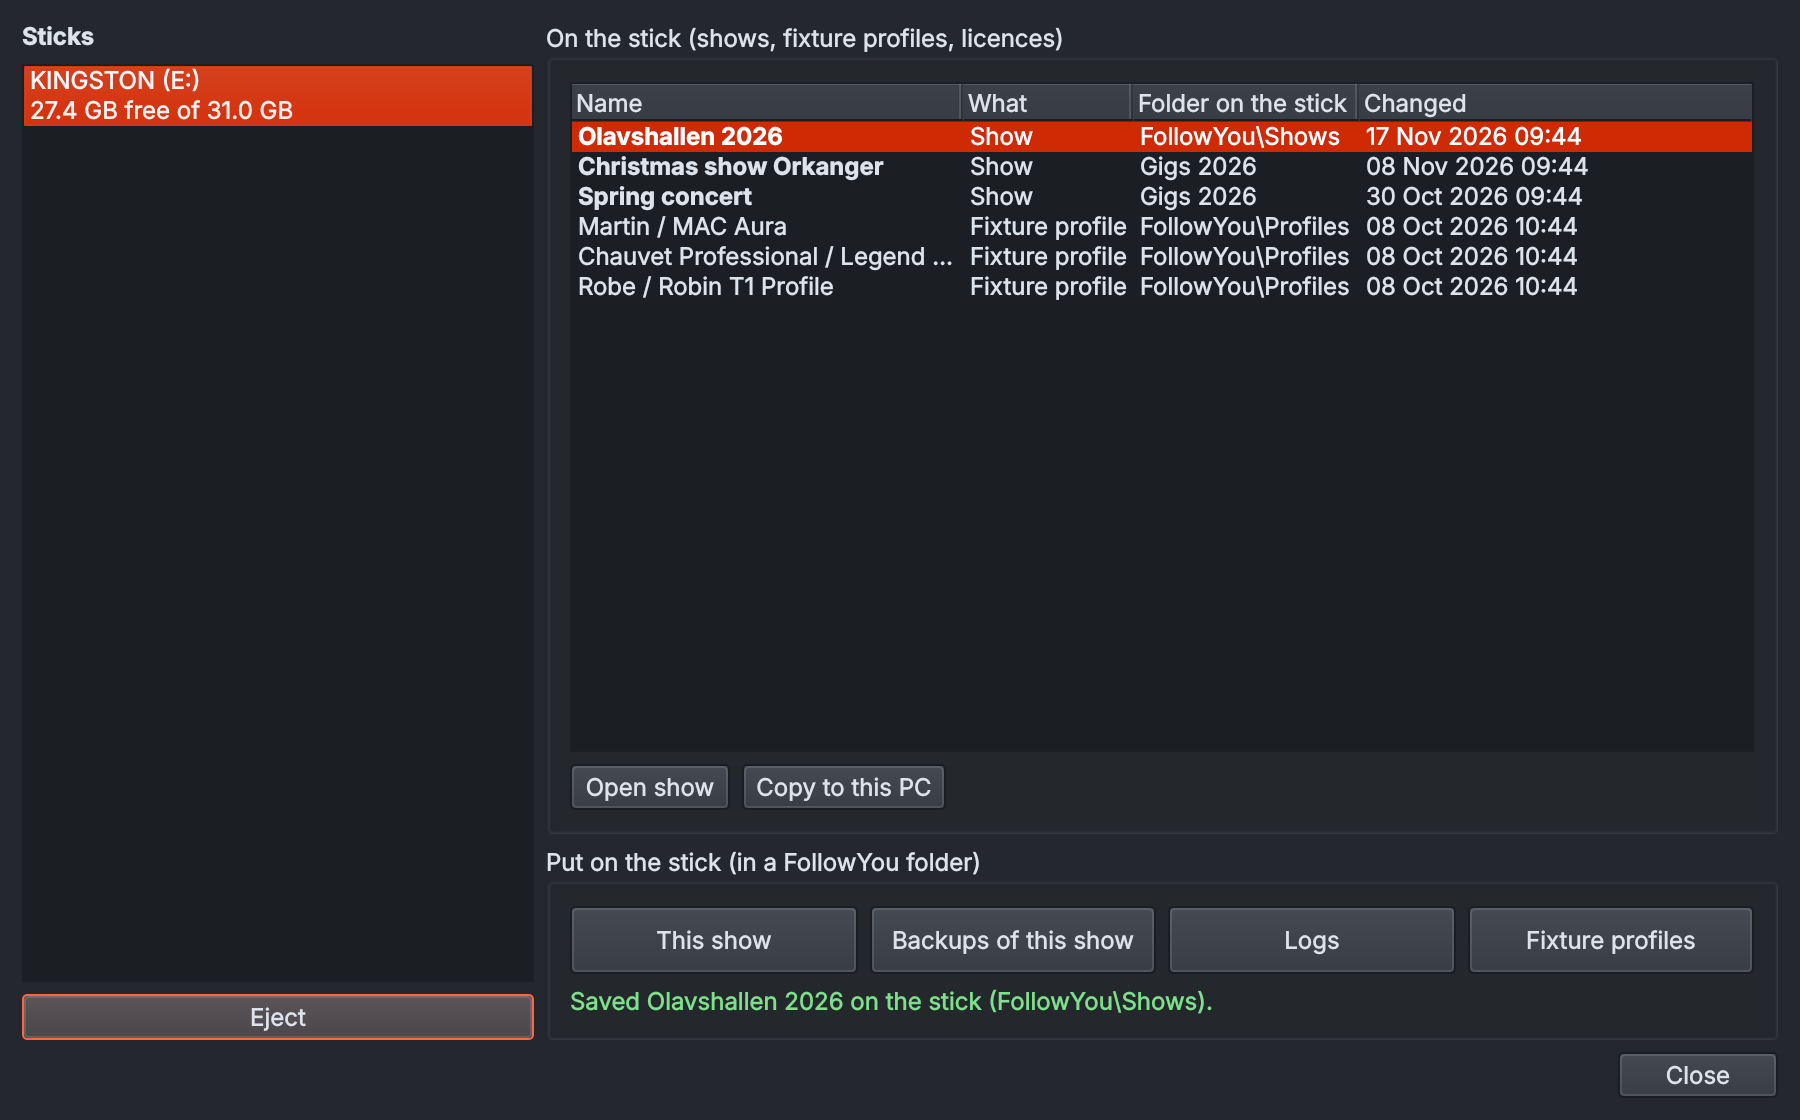 Sticks
KINGSTON (E:)
27.4 GB free of 31.0 GB
Eject
On the stick (shows, fixture profiles, licences)
Name What Folder on the stick Changed
Olavshallen 2026 Show FollowYou\Shows 17 Nov 2026 09:44
Christmas show Orkanger Show Gigs 2026 08 Nov 2026 09:44
Spring concert Show Gigs 2026 30 Oct 2026 09:44
Martin / MAC Aura Fixture profile FollowYou\Profiles 08 Oct 2026 10:44
Chauvet Professional / Legend ... Fixture profile FollowYou\Profiles 08 Oct 2026 10:44
Robe / Robin T1 Profile Fixture profile FollowYou\Profiles 08 Oct 2026 10:44
Open show Copy to this PC
Put on the stick (in a FollowYou folder)
This show Backups of this show Logs Fixture profiles
Saved Olavshallen 2026 on the stick (FollowYou\Shows).
Close